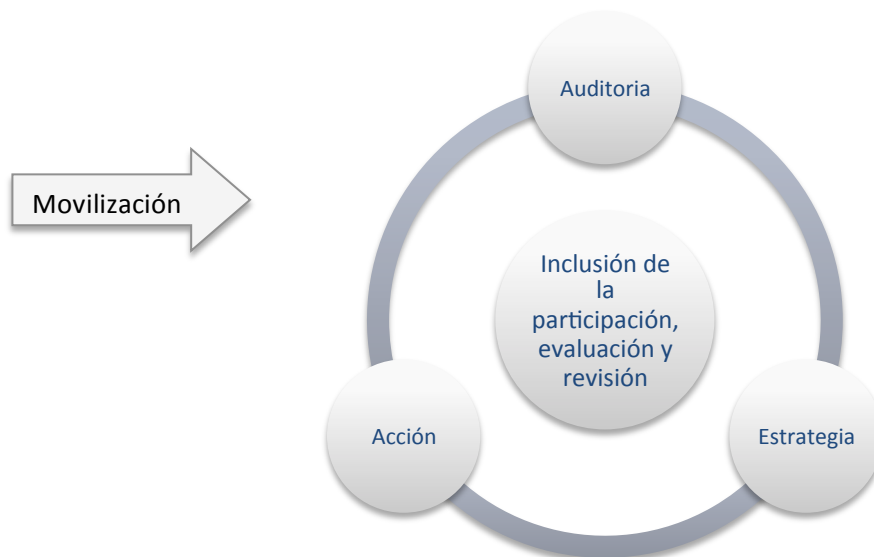 Auditoria
Movilización
Inclusión de
la
participación,
evaluación y
revisión
Acción
Estrategia